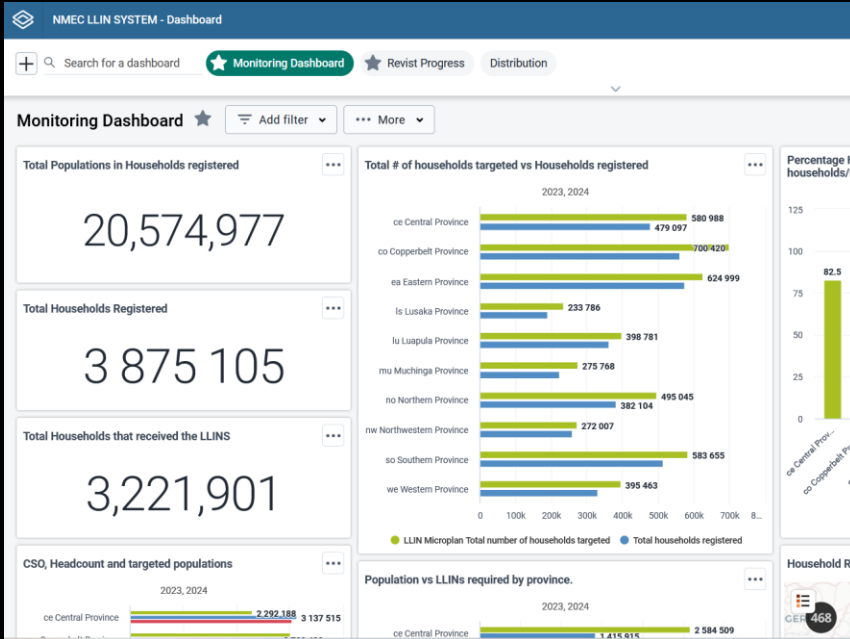 NMEC LLIN SYSTEM - Dashboard
Search for a dashboard
Monitoring Dashboard
Revist Progress
Distribution
Monitoring Dashboard
Add filter
More
Total Populations in Households registered
20,574,977
Total Households Registered
3 875 105
Total Households that received the LLINS
3,221,901
CSO, Headcount and targeted populations
2023, 2024
ce Central Province
2,292,188
3 137 515
Total # of households targeted vs Households registered
2023, 2024
ce Central Province
580 988
479 097
co Copperbelt Province
700 420
ea Eastern Province
624 999
ls Lusaka Province
233 786
lu Luapula Province
398 781
mu Muchinga Province
275 768
no Northern Province
495 045
382 104
nw Northwestern Province
272 007
so Southern Province
583 655
we Western Province
395 463
0 100k 200k 300k 400k 500k 600k 700k 8...
LLIN Microplan Total number of households targeted
Total households registered
Population vs LLINs required by province.
2023, 2024
ce Central Province
2 584 509
1 415 915
Percentage
households/
125
100
82.5
75
50
25
0
ce Central Prov...
co Copperbelt
Household R
468